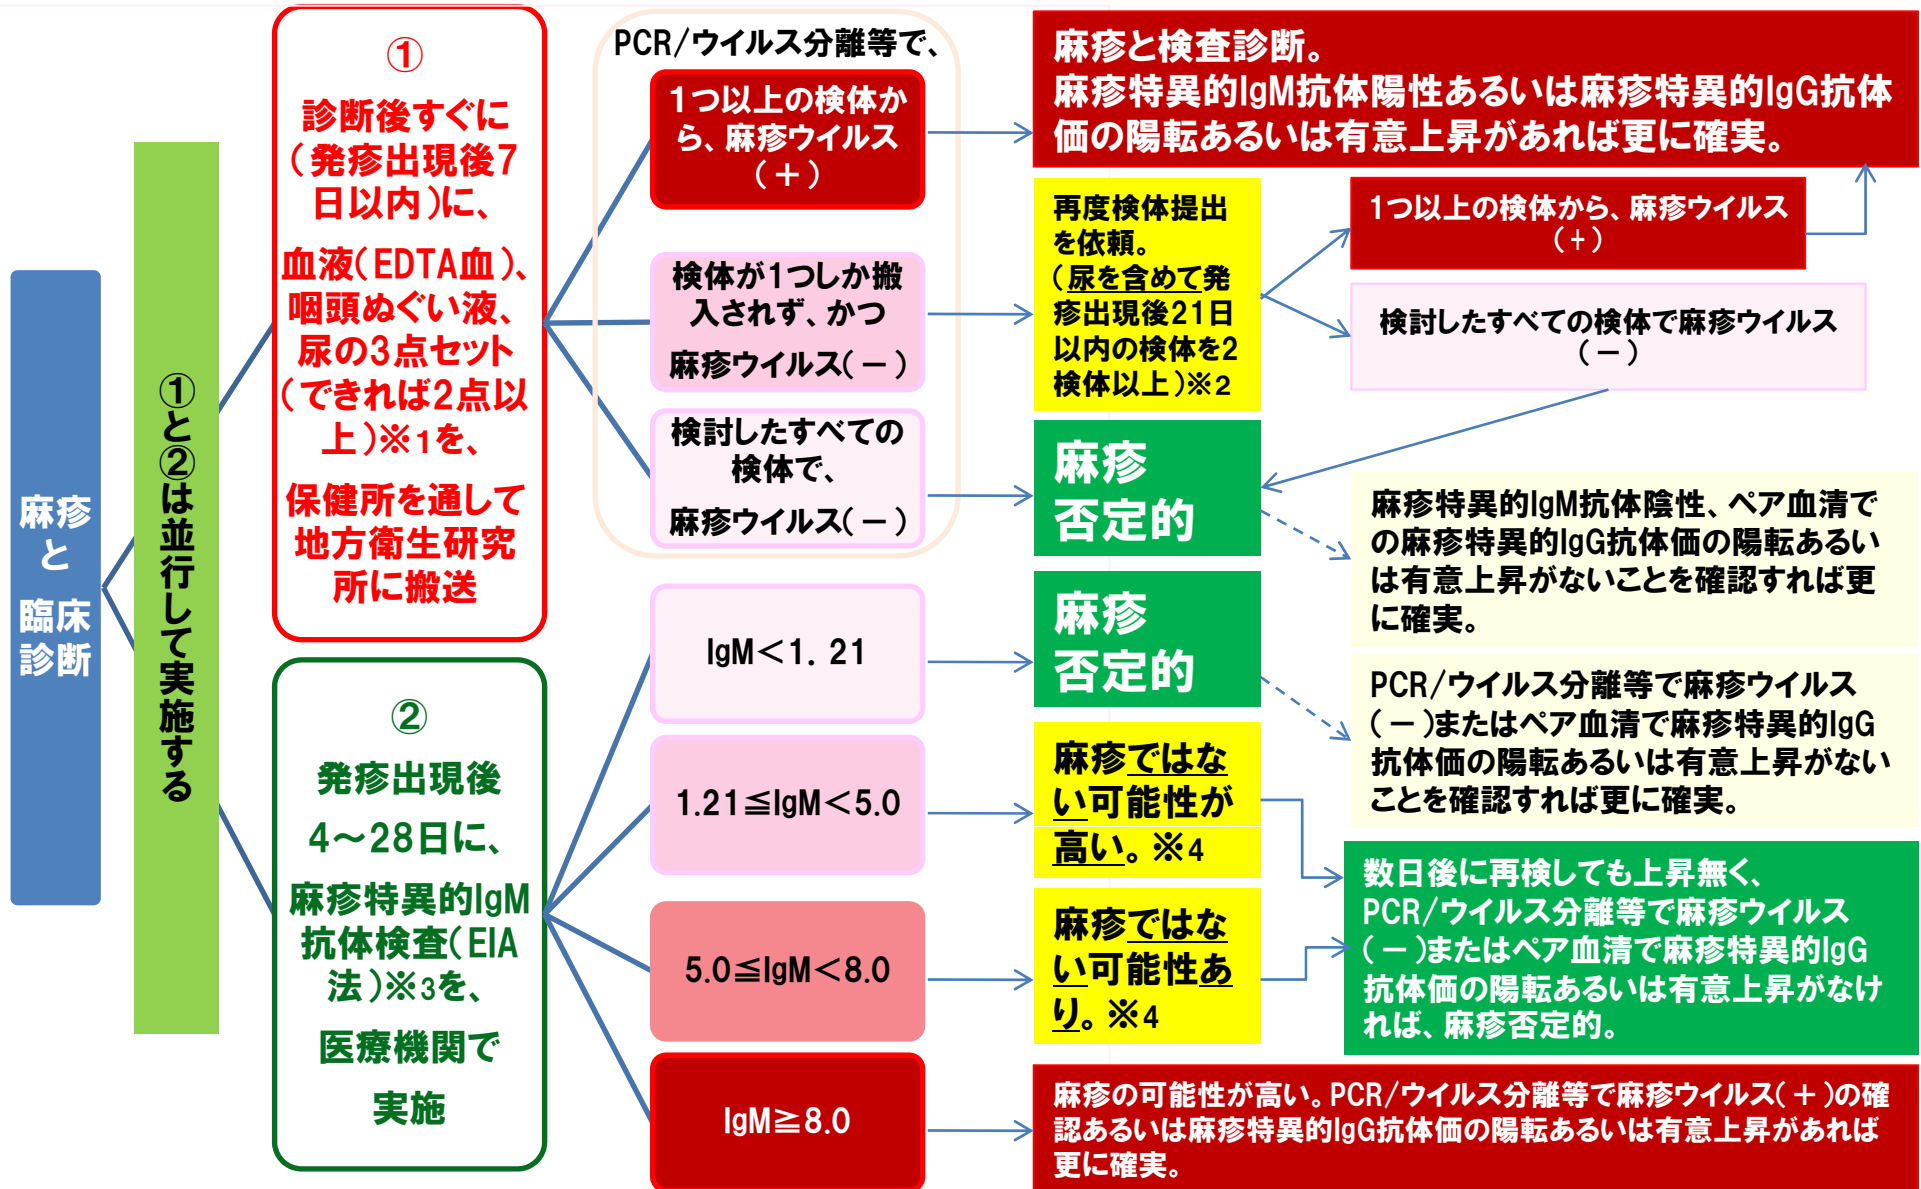 麻疹
と
臨床
診断
①と②は並行して実施する
①
診断後すぐに
(発疹出現後7
日以内)に、
血液(EDTA血)、
咽頭ぬぐい液、
尿の3点セット
(できれば2点以
上)※1を、
保健所を通して
地方衛生研究
所に搬送
②
発疹出現後
4~28日に、
麻疹特異的IgM
抗体検査(EIA
法)※3を、
医療機関で
実施
PCR/ウイルス分離等で、
1つ以上の検体か
ら、麻疹ウイルス
(+)
検体が1つしか搬
入されず、かつ
麻疹ウイルス(-)
検討したすべての
検体で、
麻疹ウイルス(-)
IgM<1.21
1.21≦IgM<5.0
5.0≦IgM<8.0
IgM≧8.0
麻疹と検査診断。
麻疹特異的IgM抗体陽性あるいは麻疹特異的IgG抗体
価の陽転あるいは有意上昇があれば更に確実。
再度検体提出
を依頼。
(尿を含めて発
疹出現後21日
以内の検体を2
検体以上)※2
1つ以上の検体から、麻疹ウイルス
(+)
検討したすべての検体で麻疹ウイルス
(-)
麻疹
否定的
麻疹特異的IgM抗体陰性、ペア血清で
の麻疹特異的IgG抗体価の陽転あるい
は有意上昇がないことを確認すれば更
に確実。
麻疹
否定的
PCR/ウイルス分離等で麻疹ウイルス
(-)またはペア血清で麻疹特異的IgG
抗体価の陽転あるいは有意上昇がない
ことを確認すれば更に確実。
麻疹ではな
い可能性が
高い。※4
麻疹ではな
い可能性あ
り。※4
数日後に再検しても上昇無く、
PCR/ウイルス分離等で麻疹ウイルス
(-)またはペア血清で麻疹特異的IgG
抗体価の陽転あるいは有意上昇がなけ
れば、麻疹否定的。
麻疹の可能性が高い。PCR/ウイルス分離等で麻疹ウイルス(+)の確
認あるいは麻疹特異的IgG抗体価の陽転あるいは有意上昇があれば
更に確実。